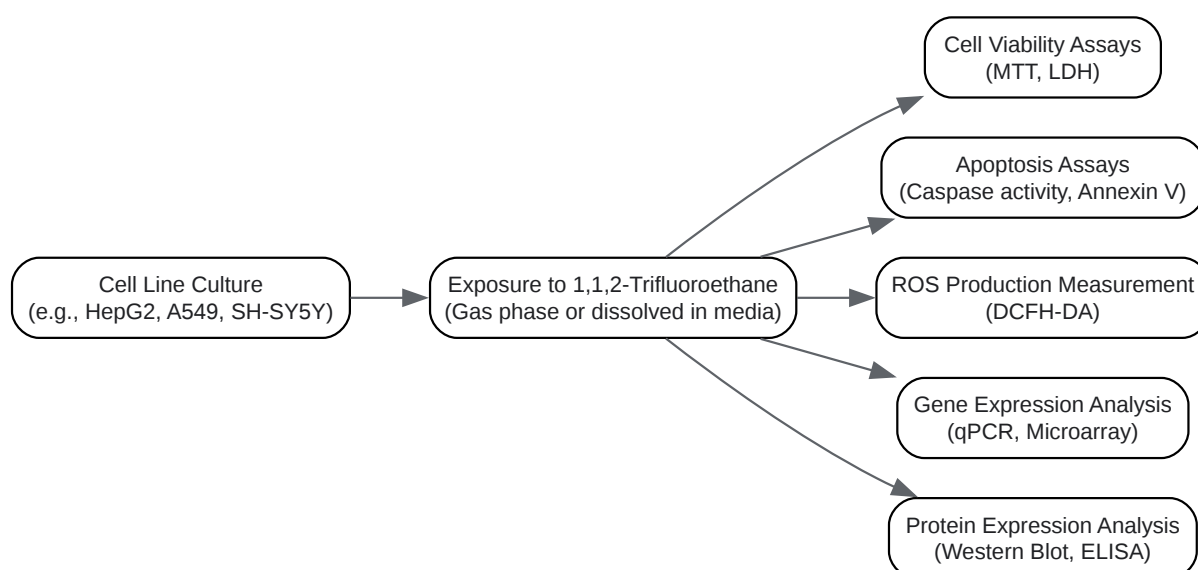 Cell Viability Assays
(MTT, LDH)
Apoptosis Assays
(Caspase activity, Annexin V)
Cell Line Culture
(e.g., HepG2, A549, SH-SY5Y)
Exposure to 1,1,2-Trifluoroethane
(Gas phase or dissolved in media)
ROS Production Measurement
(DCFH-DA)
Gene Expression Analysis
(qPCR, Microarray)
Protein Expression Analysis
(Western Blot, ELISA)